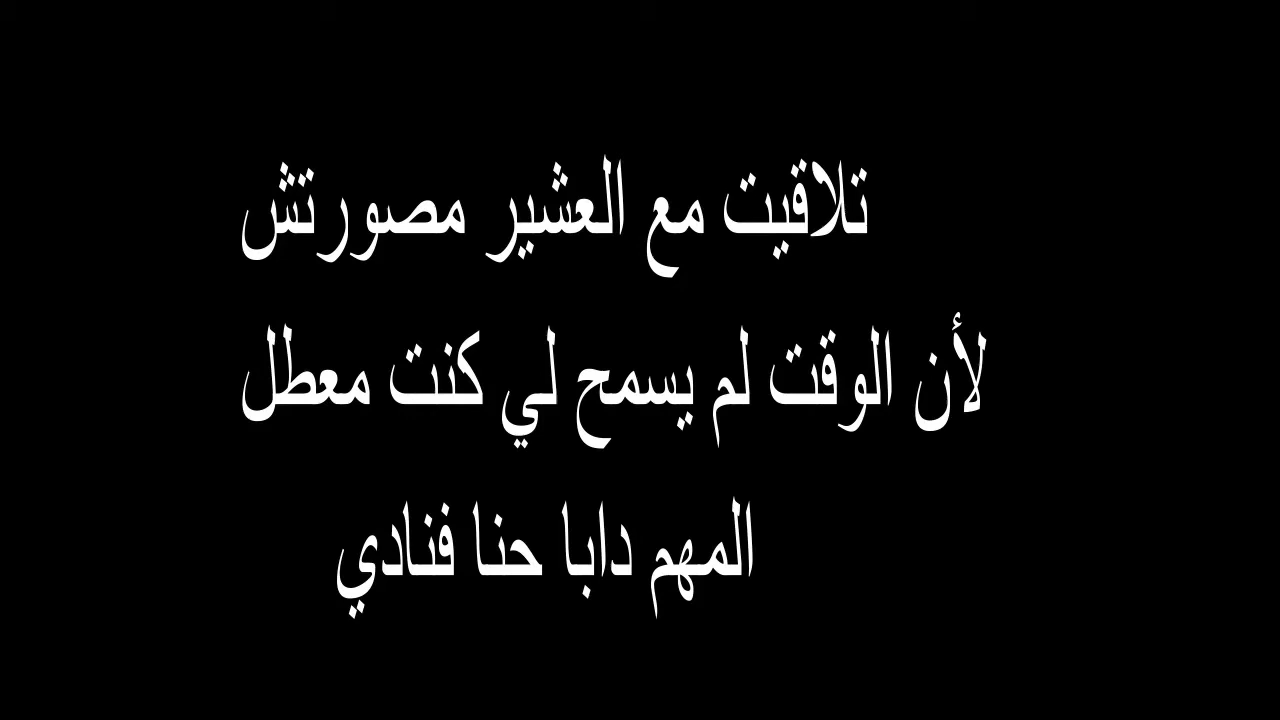 تلاقيت مع العشير مصورتش
لأن الوقت لم يسمح لي كنت معطل
المهم دابا حنا فنادي